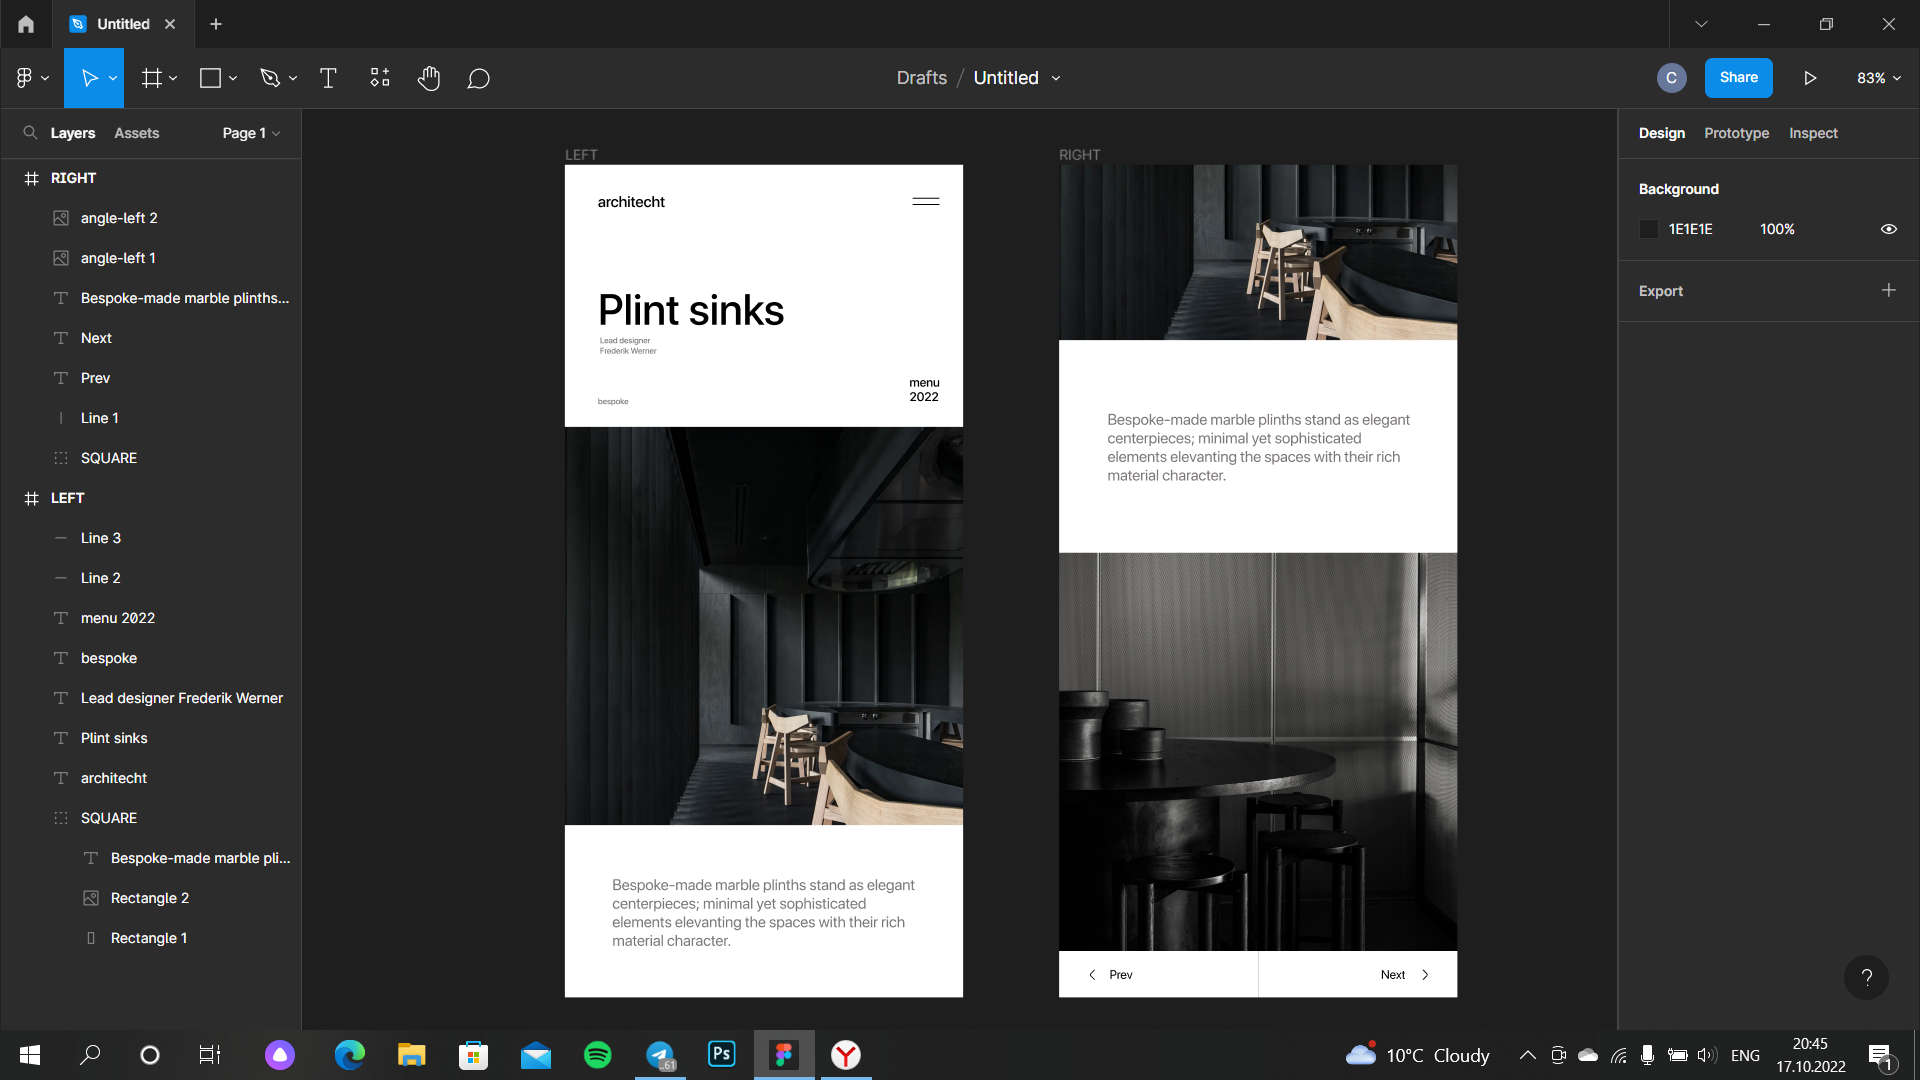 Untitled
Drafts / Untitled
C
Share
83%
Layers
Assets
Page 1
RIGHT
angle-left 2
angle-left 1
Bespoke-made marble plinths...
Next
Prev
Line 1
SQUARE
LEFT
Line 3
Line 2
menu 2022
bespoke
Lead designer Frederik Werner
Plint sinks
architecht
SQUARE
Bespoke-made marble pli...
Rectangle 2
Rectangle 1
LEFT
architecht
Plint sinks
Lead designer
Frederik Werner
bespoke
menu
2022
Bespoke-made marble plinths stand as elegant
centerpieces; minimal yet sophisticated
elements elevanting the spaces with their rich
material character.
RIGHT
Bespoke-made marble plinths stand as elegant
centerpieces; minimal yet sophisticated
elements elevanting the spaces with their rich
material character.
Prev
Next
Design
Prototype
Inspect
Background
1E1E1E
100%
Export
?
..61
Ps
10°C Cloudy
ENG
20:45
17.10.2022
1